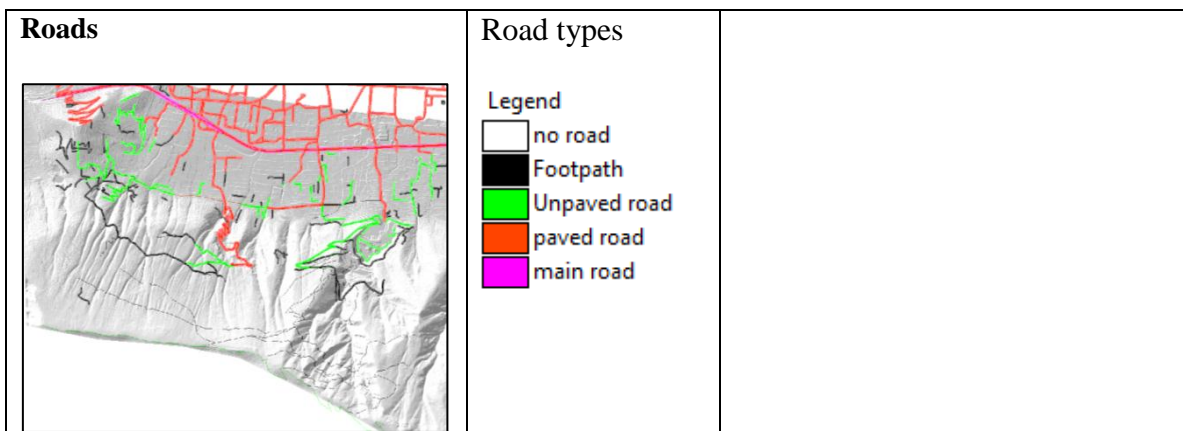 Roads
Road types
Legend
no road
Footpath
Unpaved road
paved road
main road